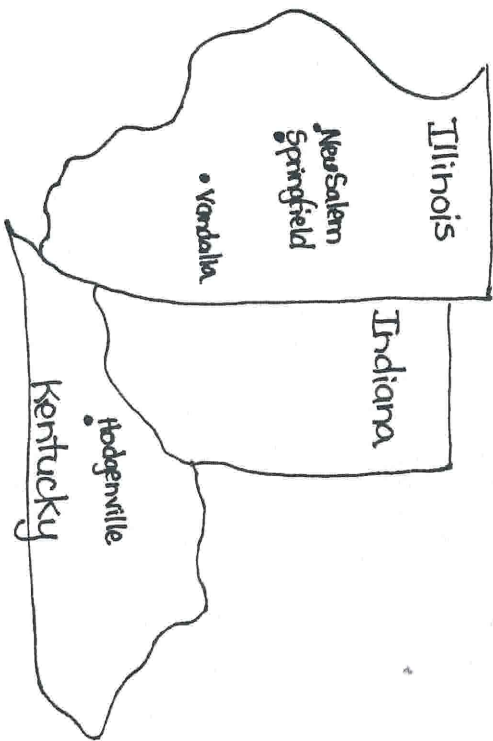 Illinois
New Salem
Springfield
Vandalia
Indiana
Hodgenville
Kentucky